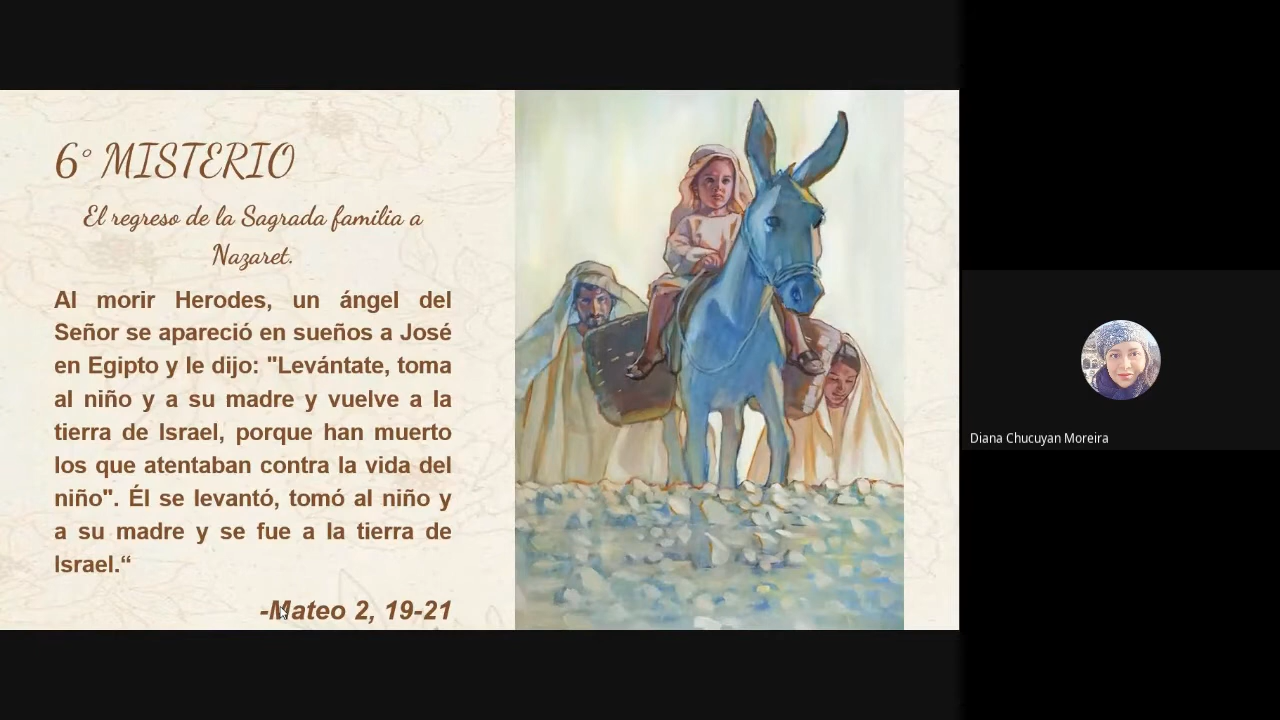 6° MISTERIO
El regreso de la Sagrada familia a
Nazaret.
Al morir Herodes, un ángel del
Señor se apareció en sueños a José
en Egipto y le dijo: "Levántate, toma
al niño y a su madre y vuelve a la
tierra de Israel, porque han muerto
los que atentaban contra la vida del
niño". Él se levantó, tomó al niño y
a su madre y se fue a la tierra de
Israel.“
-Mateo 2, 19-21
Diana Chucuyan Moreira